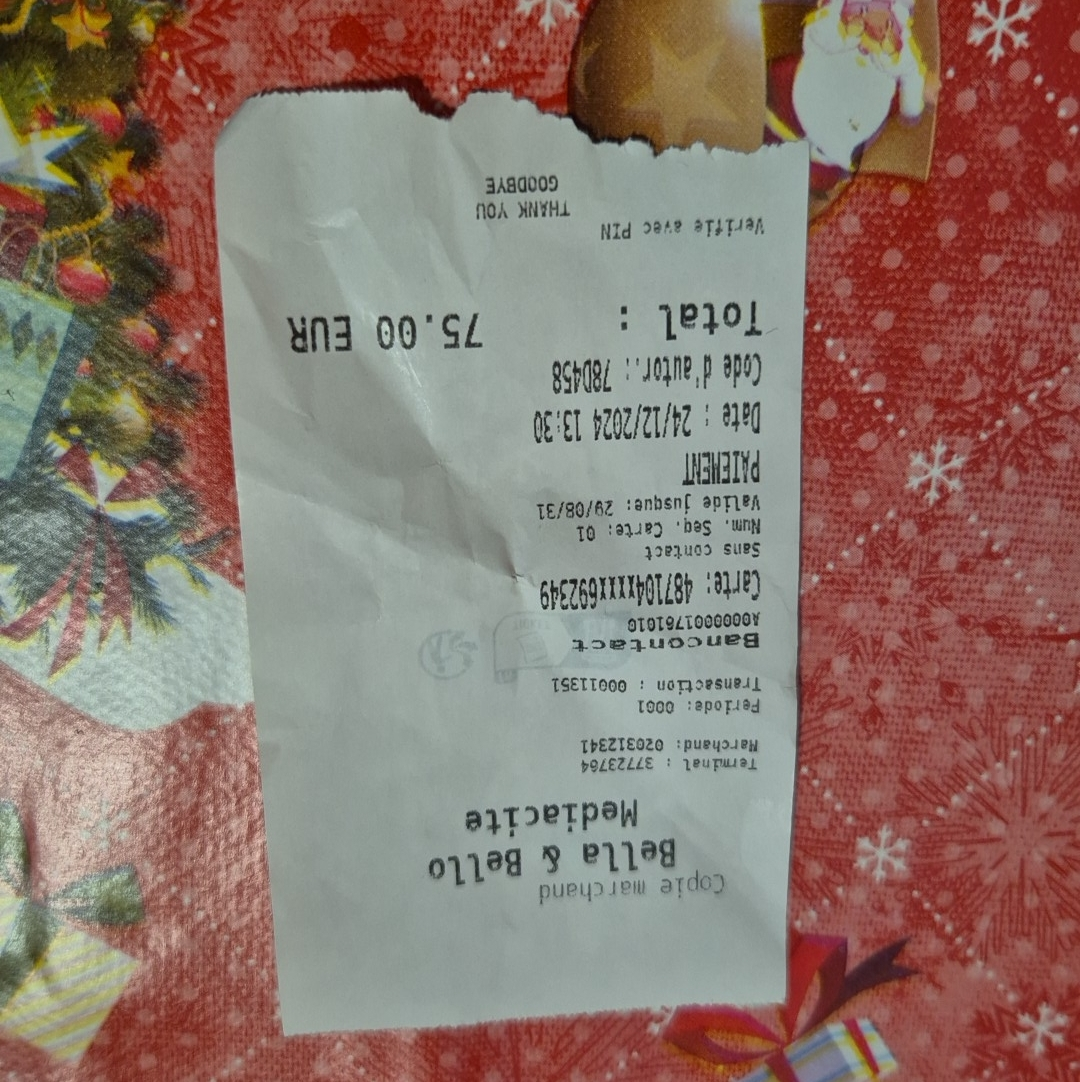 Copie marchand
Bella & Bello
Mediacite
Terminal : 37723764
Marchand: 020312341
Periode: 0001
Transaction : 00011351
Bancontact
A0000001761010
Carte: 487104xxxx692349
Sans contact
Num. Seq. Carte: 01
Valide jusque: 29/08/31
PAIEMENT
Date : 24/12/2024 13:30
Code d'autor.: 78D458
Total : 75.00 EUR
Verifie avec PIN
THANK YOU
GOODBYE